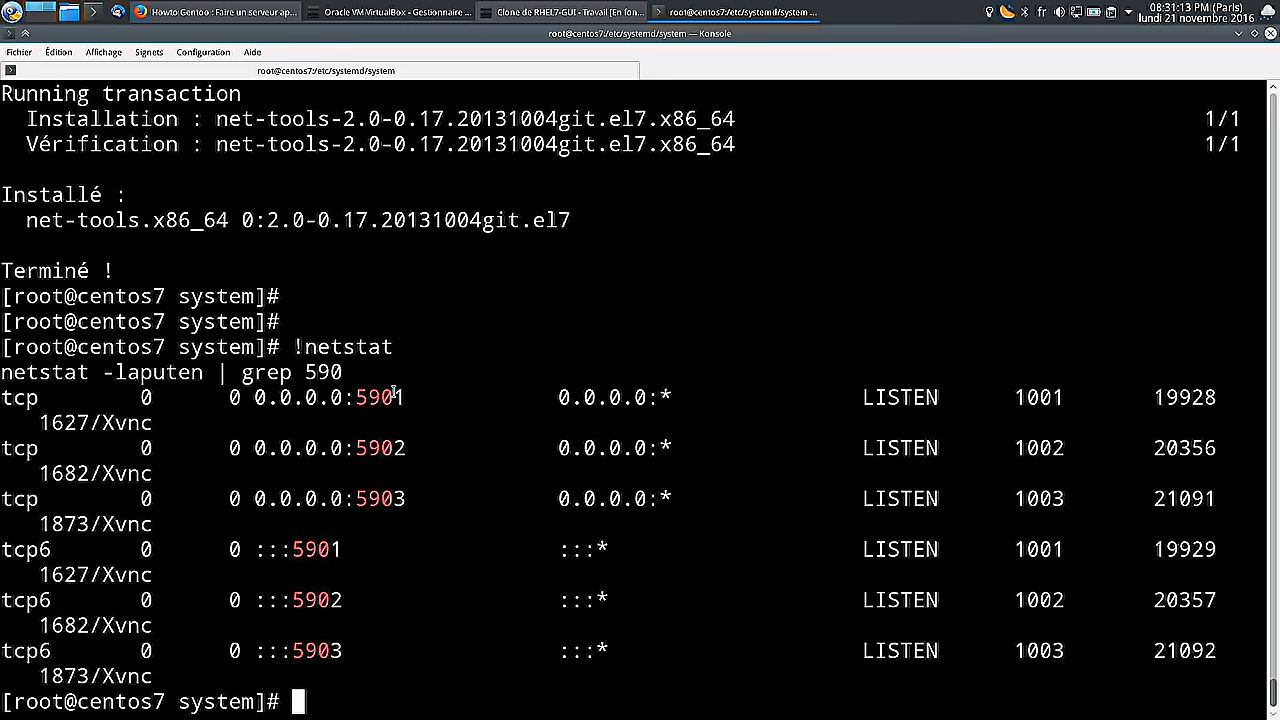 Howto Gentoo : Faire un serveur ap... Oracle VM VirtualBox - Gestionnaire ... Clone de RHEL7-GUI - Travail [En fon... root@centos7:/etc/systemd/system ... fr 08:31:13 PM (Paris)
lundi 21 novembre 2016
root@centos7:/etc/systemd/system — Konsole
Fichier Édition Affichage Signets Configuration Aide
root@centos7:/etc/systemd/system
Running transaction
Installation : net-tools-2.0-0.17.20131004git.el7.x86_64 1/1
Vérification : net-tools-2.0-0.17.20131004git.el7.x86_64 1/1
Installé :
net-tools.x86_64 0:2.0-0.17.20131004git.el7
Terminé !
[root@centos7 system]#
[root@centos7 system]#
[root@centos7 system]# !netstat
netstat -laputen | grep 590
tcp 0 0 0.0.0.0:5901 0.0.0.0:* LISTEN 1001 19928
1627/Xvnc
tcp 0 0 0.0.0.0:5902 0.0.0.0:* LISTEN 1002 20356
1682/Xvnc
tcp 0 0 0.0.0.0:5903 0.0.0.0:* LISTEN 1003 21091
1873/Xvnc
tcp6 0 0 :::5901 :::* LISTEN 1001 19929
1627/Xvnc
tcp6 0 0 :::5902 :::* LISTEN 1002 20357
1682/Xvnc
tcp6 0 0 :::5903 :::* LISTEN 1003 21092
1873/Xvnc
[root@centos7 system]#